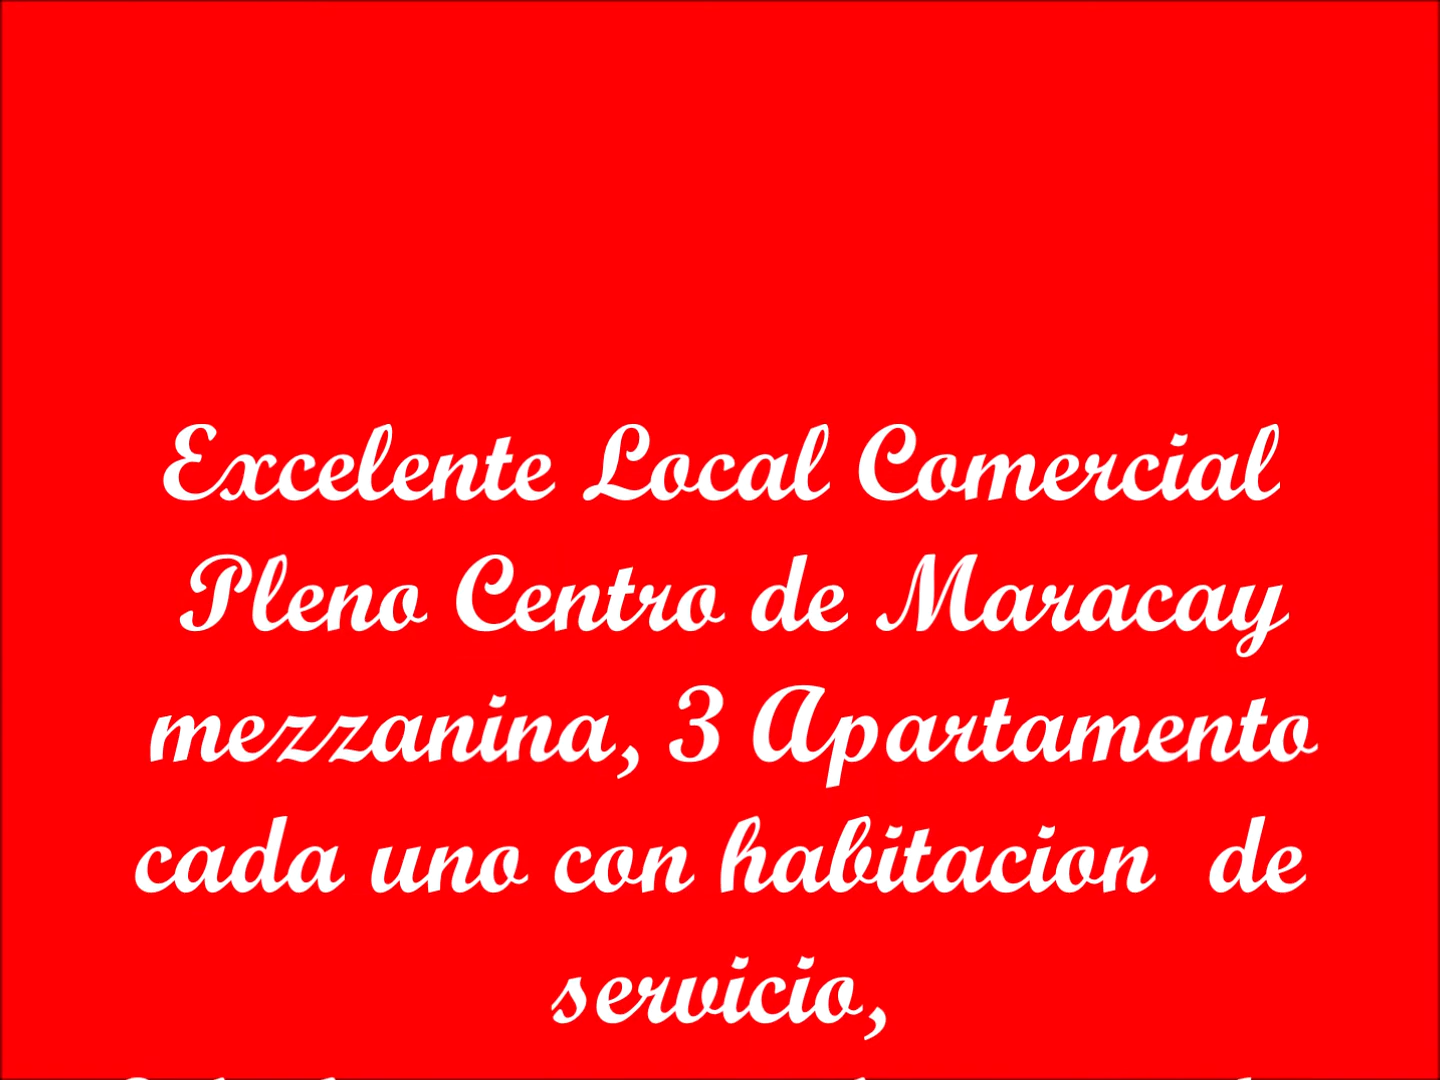 Excelente Local Comercial
Pleno Centro de Maracay
mezzanina, 3 Apartamento
cada uno con habitacion de
servicio,